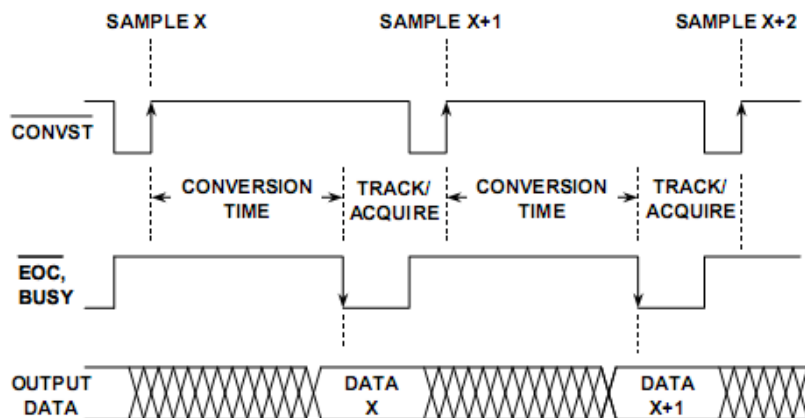 SAMPLE X
SAMPLE X+1
SAMPLE X+2
CONVST
CONVERSION
TIME
TRACK/
ACQUIRE
CONVERSION
TIME
TRACK/
ACQUIRE
EOC,
BUSY
OUTPUT
DATA
DATA
X
DATA
X+1